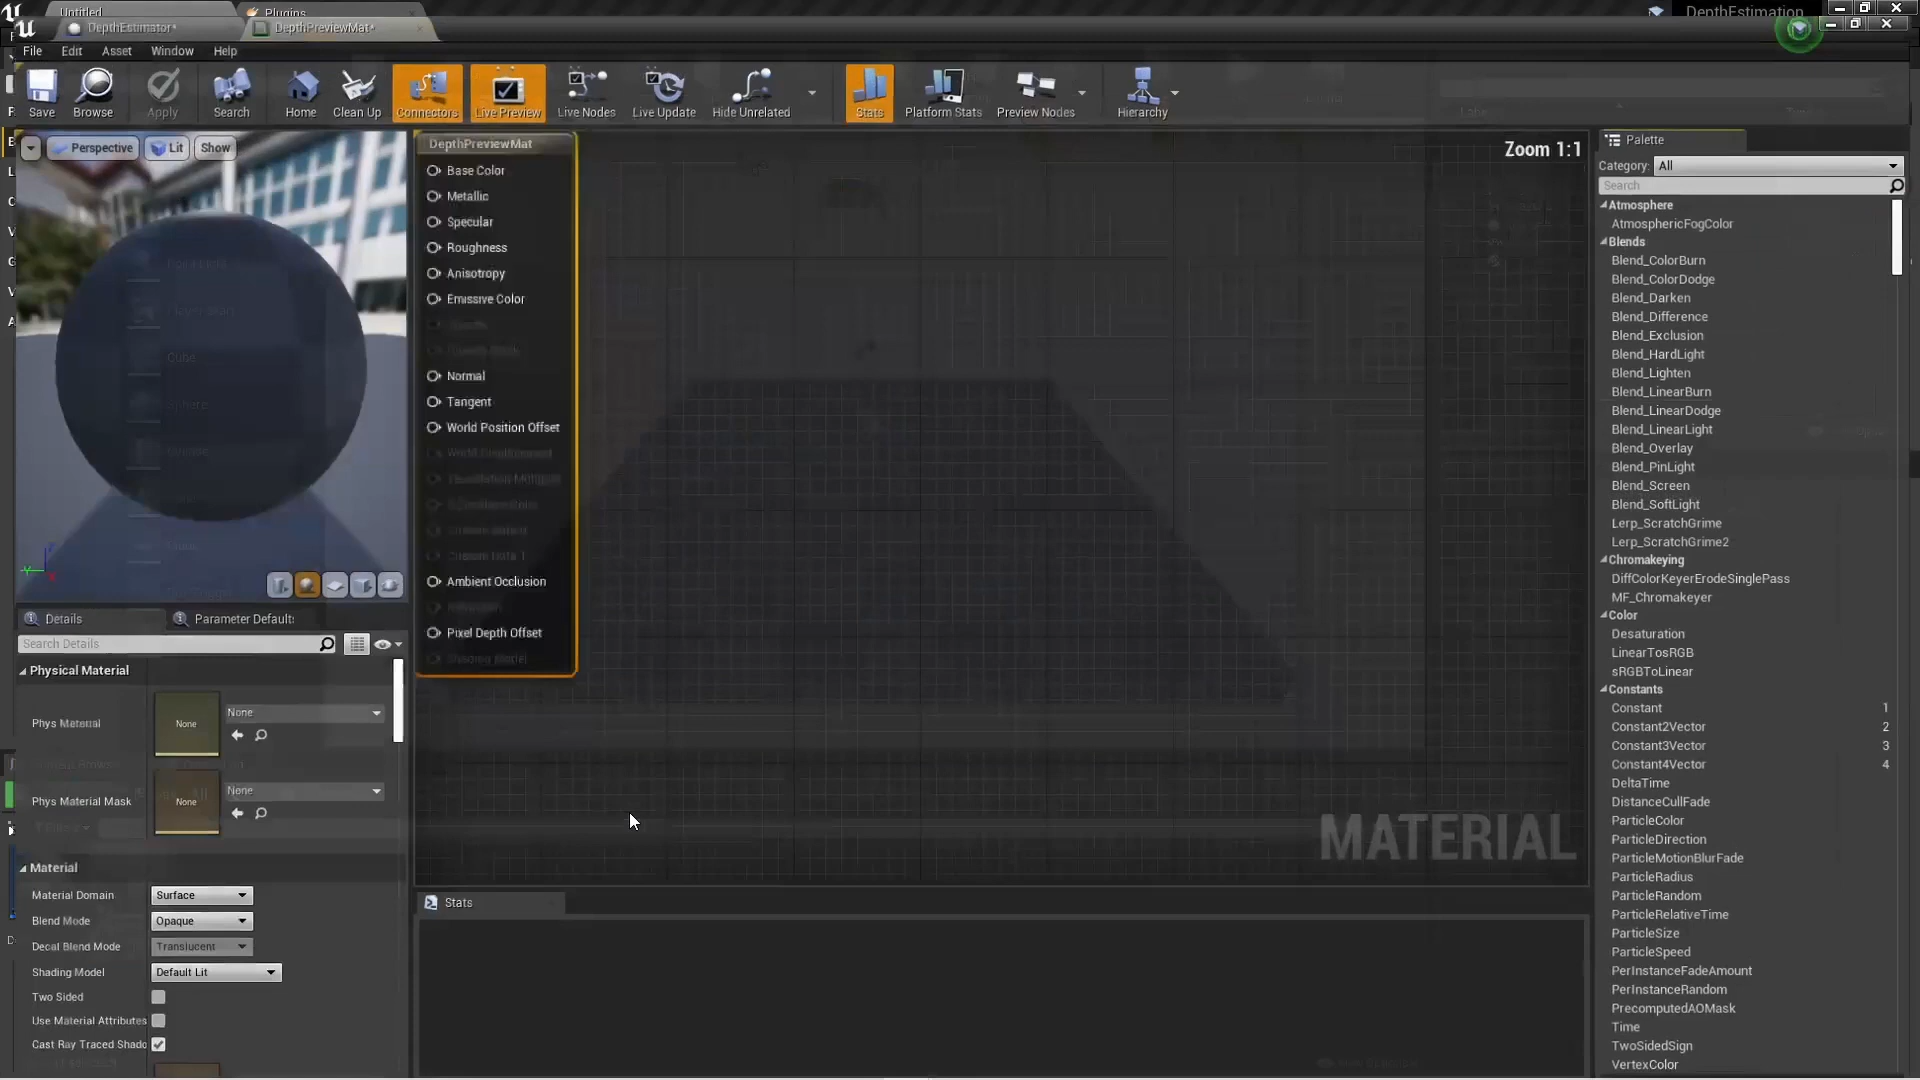 Untitled
Plugins
DepthEstimation
DepthEstimator*
DepthPreviewMat*
File Edit Asset Window Help
Save Browse Apply Search Home Clean Up Connectors Live Preview Live Nodes Live Update Hide Unrelated Stats Platform Stats Preview Nodes Hierarchy
Perspective Lit Show
DepthPreviewMat
Base Color
Metallic
Specular
Roughness
Anisotropy
Emissive Color
Normal
Tangent
World Position Offset
Ambient Occlusion
Pixel Depth Offset
Shading Model
Zoom 1:1
MATERIAL
Cube
Sphere
Details
Parameter Default:
Search Details
Physical Material
Phys Material
None
None
Phys Material Mask
None
None
Material
Material Domain
Surface
Blend Mode
Opaque
Decal Blend Mode
Translucent
Shading Model
Default Lit
Two Sided
Use Material Attributes
Cast Ray Traced Shado
Stats
Palette
Category: All
Search
Atmosphere
AtmosphericFogColor
Blends
Blend_ColorBurn
Blend_ColorDodge
Blend_Darken
Blend_Difference
Blend_Exclusion
Blend_HardLight
Blend_Lighten
Blend_LinearBurn
Blend_LinearDodge
Blend_LinearLight
Blend_Overlay
Blend_PinLight
Blend_Screen
Blend_SoftLight
Lerp_ScratchGrime
Lerp_ScratchGrime2
Chromakeying
DiffColorKeyerErodeSinglePass
MF_Chromakeyer
Color
Desaturation
LinearTosRGB
sRGBToLinear
Constants
Constant 1
Constant2Vector 2
Constant3Vector 3
Constant4Vector 4
DeltaTime
DistanceCullFade
ParticleColor
ParticleDirection
ParticleMotionBlurFade
ParticleRadius
ParticleRandom
ParticleRelativeTime
ParticleSize
ParticleSpeed
PerInstanceFadeAmount
PerInstanceRandom
PrecomputedAOMask
Time
TwoSidedSign
VertexColor